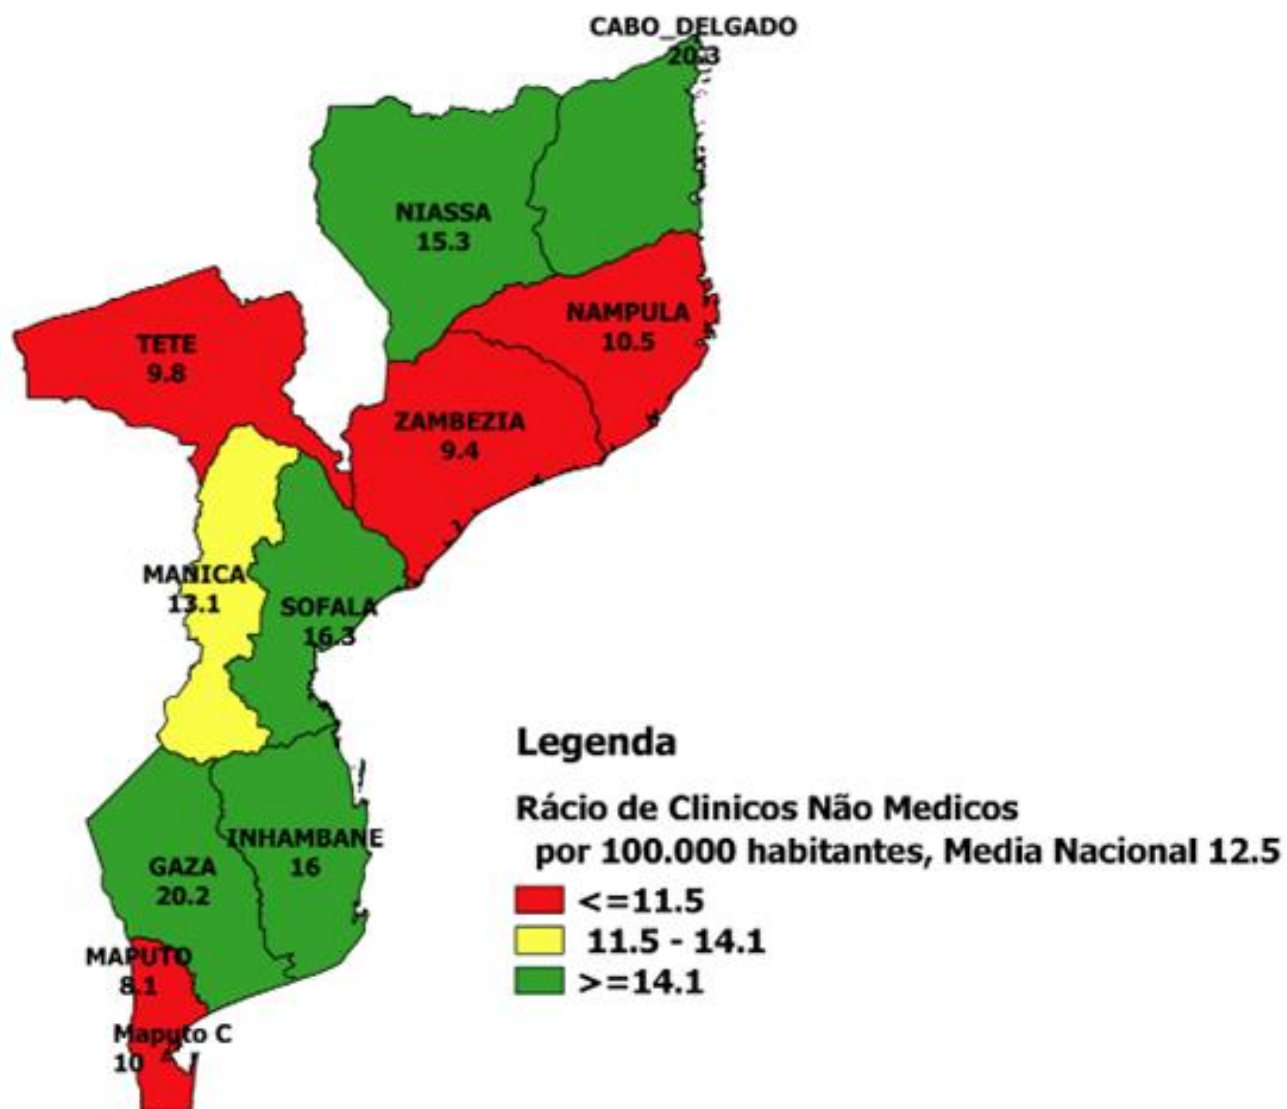 CABO_DELGADO
20.3
NIASSA
15.3
NAMPULA
10.5
TETE
9.8
ZAMBEZIA
9.4
MANICA
13.1
SOFALA
16.3
INHAMBANE
16
GAZA
20.2
MAPUTO
8.1
Maputo C
10
Legenda
Rácio de Clinicos Não Medicos
por 100.000 habitantes, Media Nacional 12.5
<=11.5
11.5 - 14.1
>=14.1